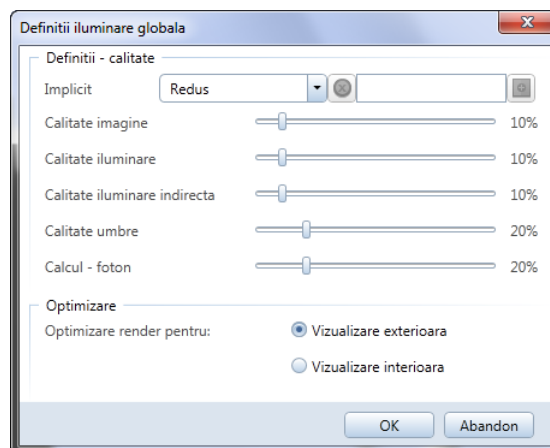 Definitii iluminare globala
Definitii - calitate
Implicit Redus
Calitate imagine 10%
Calitate iluminare 10%
Calitate iluminare indirecta 10%
Calitate umbre 20%
Calcul - foton 20%
Optimizare
Optimizare render pentru: Vizualizare exterioara
Vizualizare interioara
OK Abandon